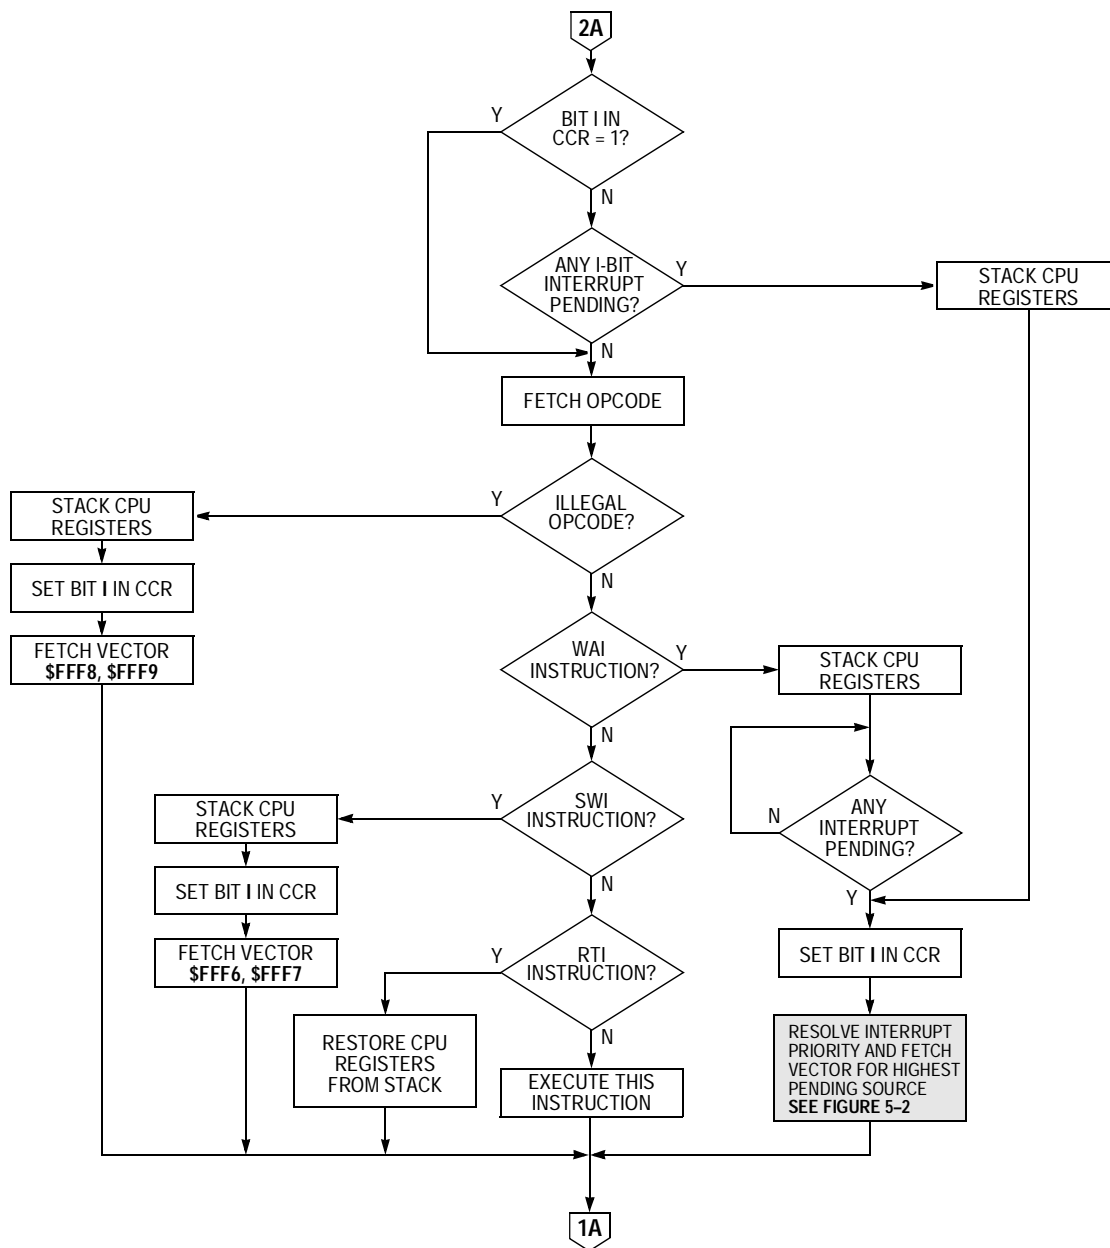 2A
Y
BIT I IN
CCR = 1?
N
ANY I-BIT
INTERRUPT
PENDING?
Y
STACK CPU
REGISTERS
N
FETCH OPCODE
Y
ILLEGAL
OPCODE?
STACK CPU
REGISTERS
N
SET BIT I IN CCR
FETCH VECTOR
$FFF8, $FFF9
WAI
INSTRUCTION?
Y
STACK CPU
REGISTERS
N
STACK CPU
REGISTERS
Y
SWI
INSTRUCTION?
N
ANY
INTERRUPT
PENDING?
SET BIT I IN CCR
N
Y
FETCH VECTOR
$FFF6, $FFF7
Y
RTI
INSTRUCTION?
SET BIT I IN CCR
N
RESTORE CPU
REGISTERS
FROM STACK
EXECUTE THIS
INSTRUCTION
RESOLVE INTERRUPT
PRIORITY AND FETCH
VECTOR FOR HIGHEST
PENDING SOURCE
SEE FIGURE 5–2
1A